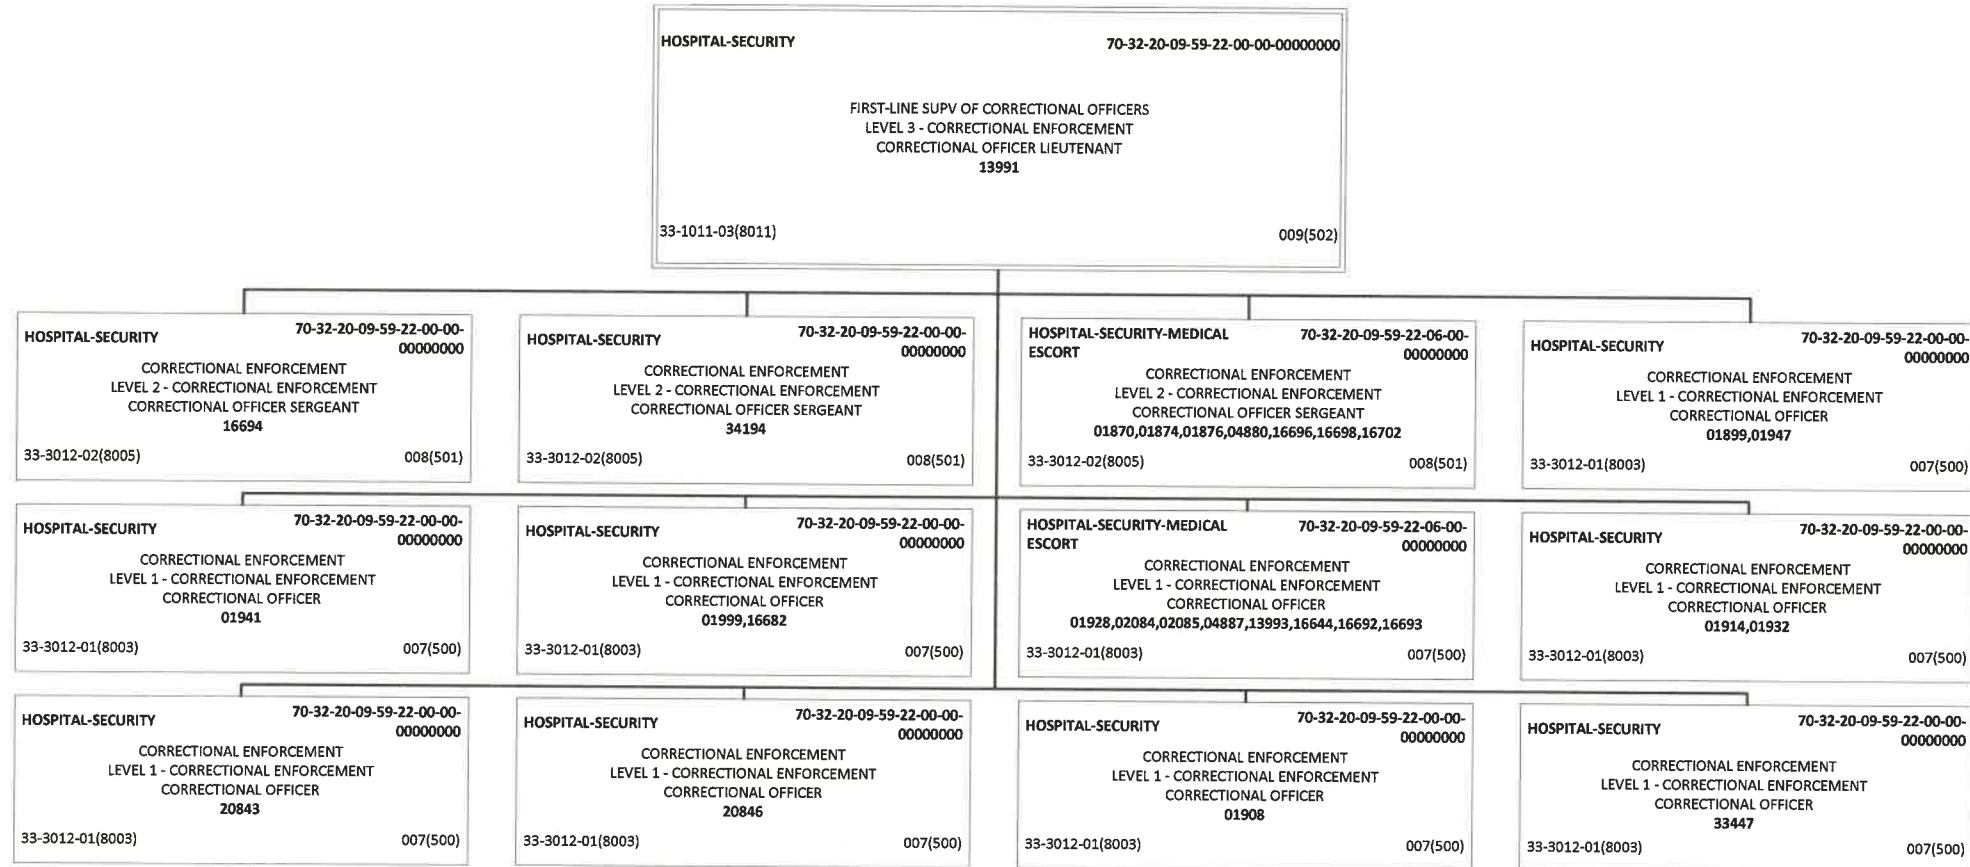 HOSPITAL-SECURITY 70-32-20-09-59-22-00-00-00000000
FIRST-LINE SUPV OF CORRECTIONAL OFFICERS
LEVEL 3 - CORRECTIONAL ENFORCEMENT
CORRECTIONAL OFFICER LIEUTENANT
13991
33-1011-03(8011) 009(502)
HOSPITAL-SECURITY 70-32-20-09-59-22-00-00-
00000000
CORRECTIONAL ENFORCEMENT
LEVEL 2 - CORRECTIONAL ENFORCEMENT
CORRECTIONAL OFFICER SERGEANT
16694
33-3012-02(8005) 008(501)
HOSPITAL-SECURITY 70-32-20-09-59-22-00-00-
00000000
CORRECTIONAL ENFORCEMENT
LEVEL 2 - CORRECTIONAL ENFORCEMENT
CORRECTIONAL OFFICER SERGEANT
34194
33-3012-02(8005) 008(501)
HOSPITAL-SECURITY-MEDICAL 70-32-20-09-59-22-06-00-
ESCORT 00000000
CORRECTIONAL ENFORCEMENT
LEVEL 2 - CORRECTIONAL ENFORCEMENT
CORRECTIONAL OFFICER SERGEANT
01870,01874,01876,04880,16696,16698,16702
33-3012-02(8005) 008(501)
HOSPITAL-SECURITY 70-32-20-09-59-22-00-00-
00000000
CORRECTIONAL ENFORCEMENT
LEVEL 1 - CORRECTIONAL ENFORCEMENT
CORRECTIONAL OFFICER
01899,01947
33-3012-01(8003) 007(500)
HOSPITAL-SECURITY 70-32-20-09-59-22-00-00-
00000000
CORRECTIONAL ENFORCEMENT
LEVEL 1 - CORRECTIONAL ENFORCEMENT
CORRECTIONAL OFFICER
01941
33-3012-01(8003) 007(500)
HOSPITAL-SECURITY 70-32-20-09-59-22-00-00-
00000000
CORRECTIONAL ENFORCEMENT
LEVEL 1 - CORRECTIONAL ENFORCEMENT
CORRECTIONAL OFFICER
01999,16682
33-3012-01(8003) 007(500)
HOSPITAL-SECURITY-MEDICAL 70-32-20-09-59-22-06-00-
ESCORT 00000000
CORRECTIONAL ENFORCEMENT
LEVEL 1 - CORRECTIONAL ENFORCEMENT
CORRECTIONAL OFFICER
01928,02084,02085,04887,13993,16644,16692,16693
33-3012-01(8003) 007(500)
HOSPITAL-SECURITY 70-32-20-09-59-22-00-00-
00000000
CORRECTIONAL ENFORCEMENT
LEVEL 1 - CORRECTIONAL ENFORCEMENT
CORRECTIONAL OFFICER
01914,01932
33-3012-01(8003) 007(500)
HOSPITAL-SECURITY 70-32-20-09-59-22-00-00-
00000000
CORRECTIONAL ENFORCEMENT
LEVEL 1 - CORRECTIONAL ENFORCEMENT
CORRECTIONAL OFFICER
20843
33-3012-01(8003) 007(500)
HOSPITAL-SECURITY 70-32-20-09-59-22-00-00-
00000000
CORRECTIONAL ENFORCEMENT
LEVEL 1 - CORRECTIONAL ENFORCEMENT
CORRECTIONAL OFFICER
20846
33-3012-01(8003) 007(500)
HOSPITAL-SECURITY 70-32-20-09-59-22-00-00-
00000000
CORRECTIONAL ENFORCEMENT
LEVEL 1 - CORRECTIONAL ENFORCEMENT
CORRECTIONAL OFFICER
01908
33-3012-01(8003) 007(500)
HOSPITAL-SECURITY 70-32-20-09-59-22-00-00-
00000000
CORRECTIONAL ENFORCEMENT
LEVEL 1 - CORRECTIONAL ENFORCEMENT
CORRECTIONAL OFFICER
33447
33-3012-01(8003) 007(500)